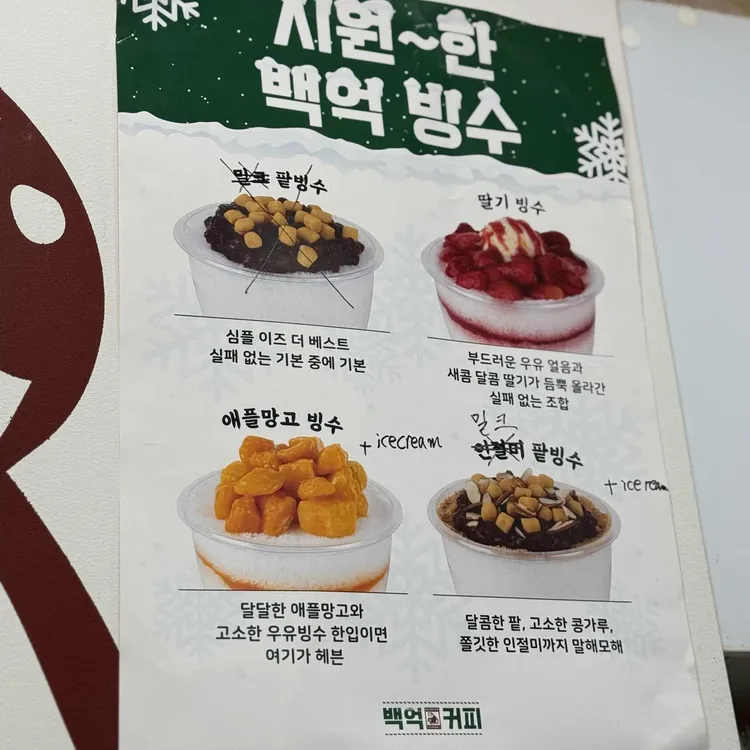 시원~한
백억 빙수
밀크 팥빙수
딸기 빙수
심플 이즈 더 베스트
실패 없는 기본 중에 기본
부드러운 우유 얼음과
새콤 달콤 딸기가 듬뿍 올라간
실패 없는 조합
애플망고 빙수
+ icecream
밀크
인절미 팥빙수
+ice
달달한 애플망고와
고소한 우유빙수 한입이면
여기가 헤븐
달콤한 팥, 고소한 콩가루,
쫄깃한 인절미까지 말해모해
백억 커피